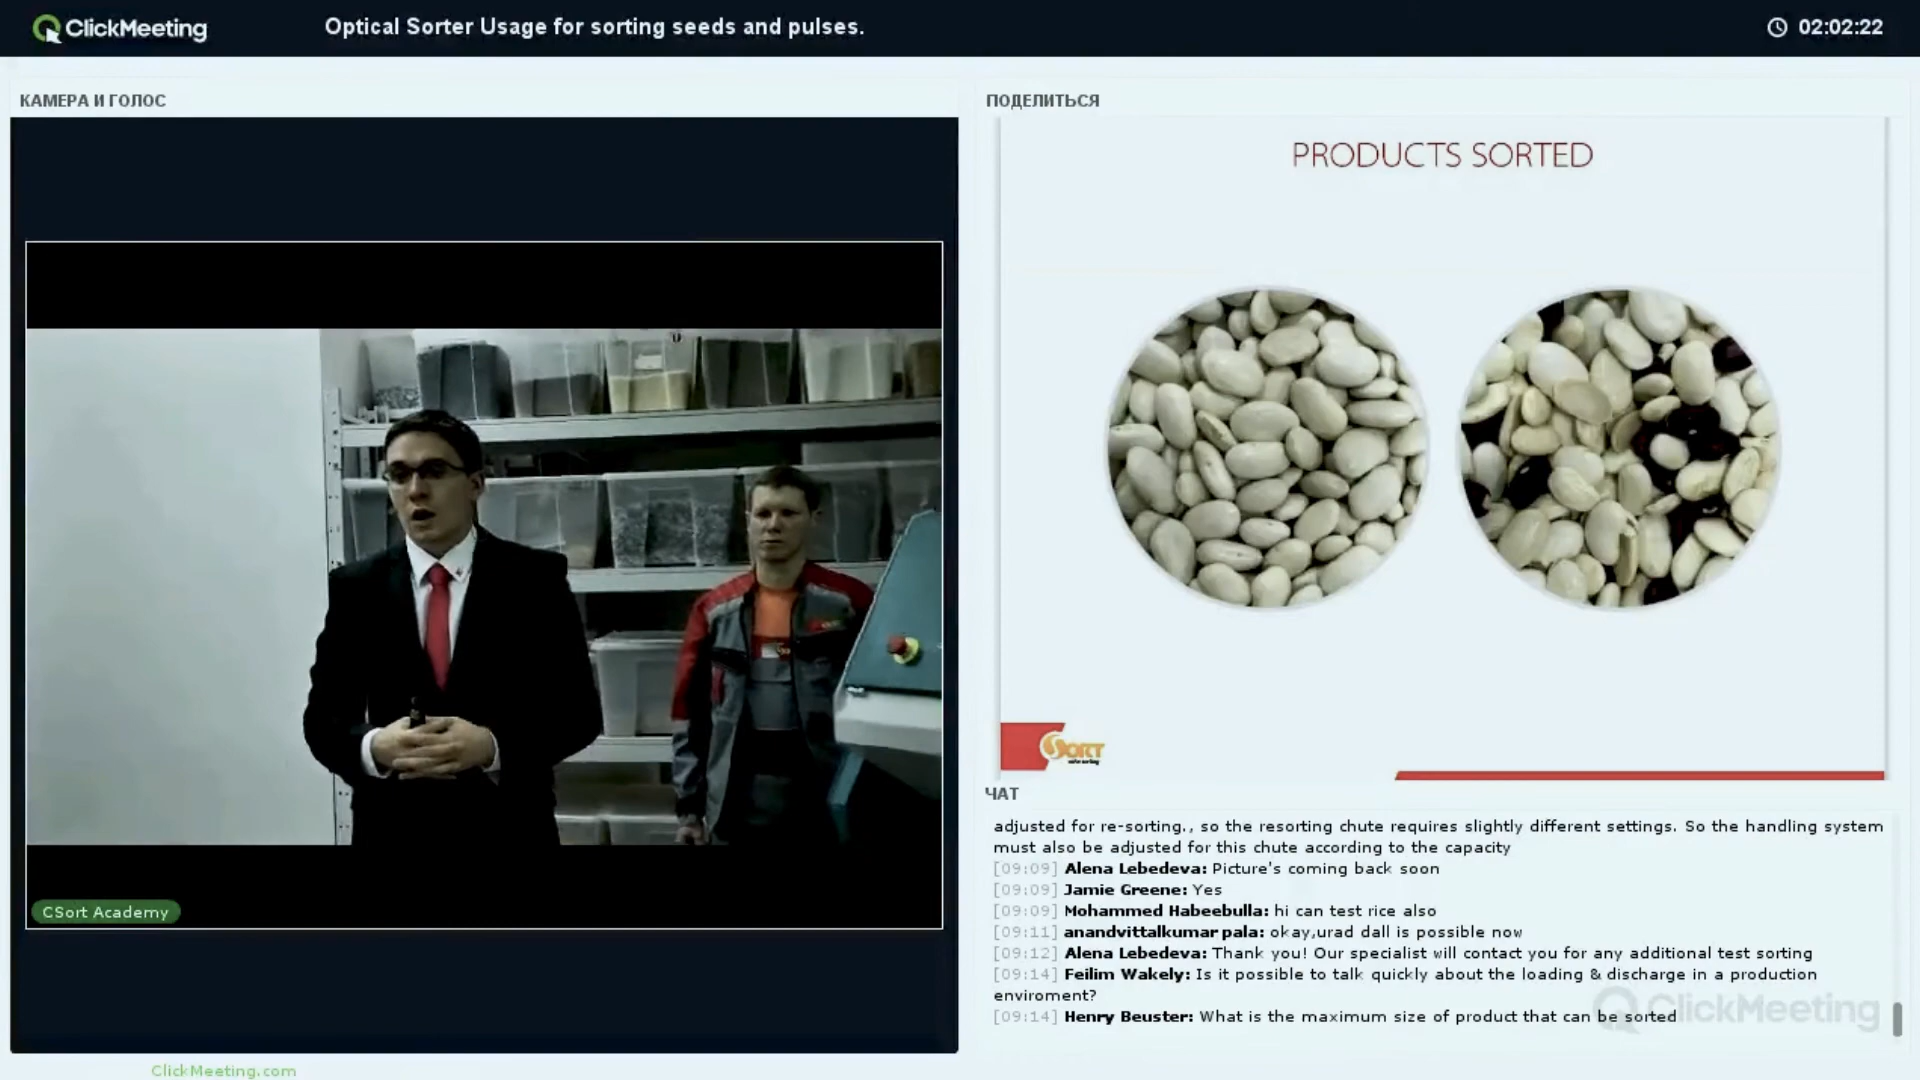 ClickMeeting
Optical Sorter Usage for sorting seeds and pulses.
02:02:22
КАМЕРА И ГОЛОС
ПОДЕЛИТЬСЯ
PRODUCTS SORTED
SORT
CSort Academy
ЧАТ
adjusted for re-sorting., so the resorting chute requires slightly different settings. So the handling system
must also be adjusted for this chute according to the capacity
[09:09] Alena Lebedeva: Picture's coming back soon
[09:09] Jamie Greene: Yes
[09:09] Mohammed Habeebulla: hi can test rice also
[09:11] anandvittalkumar pala: okay,urad dall is possible now
[09:12] Alena Lebedeva: Thank you! Our specialist will contact you for any additional test sorting
[09:14] Feilim Wakely: Is it possible to talk quickly about the loading & discharge in a production
enviroment?
[09:14] Henry Beuster: What is the maximum size of product that can be sorted
ClickMeeting
ClickMeeting.com